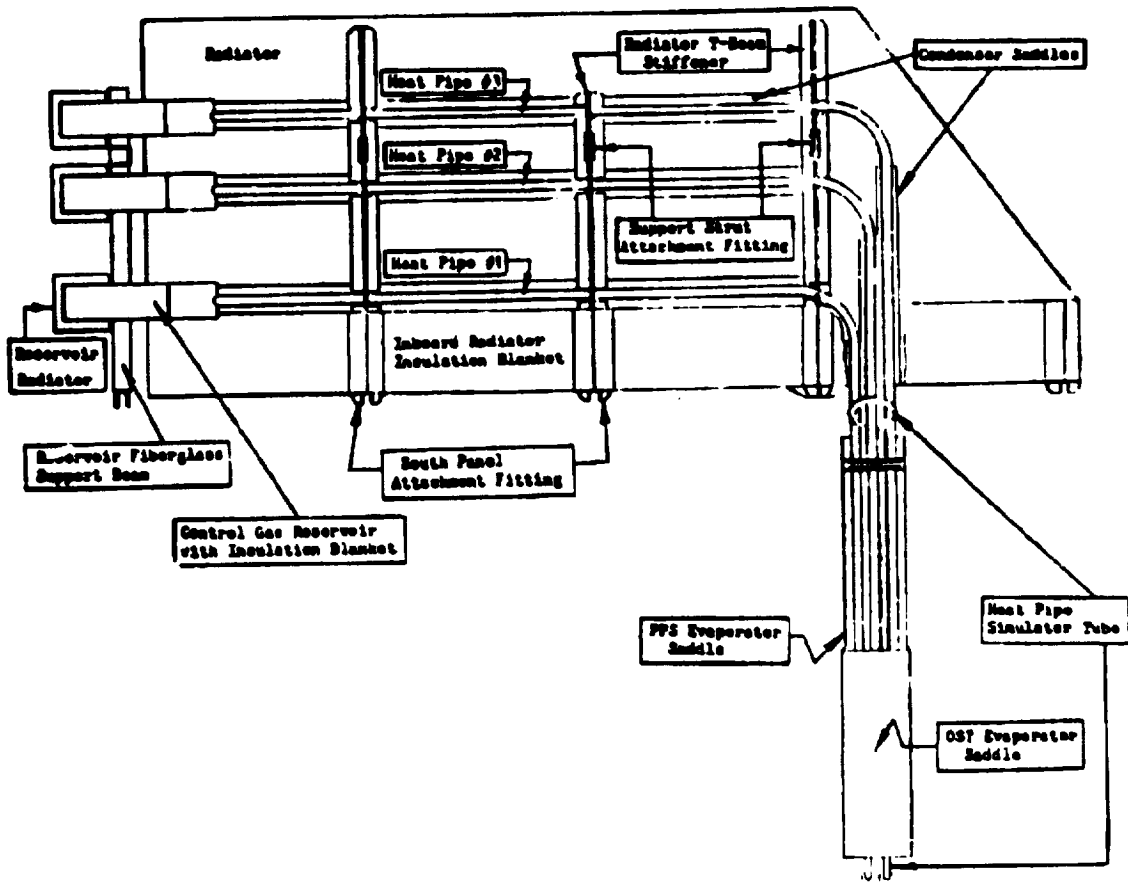 Radiator
Radiator T-Beam
Stiffener
Condenser Saddles
Heat Pipe #3
Heat Pipe #2
Support Strut
Attachment Fitting
Heat Pipe #1
Reservoir
Radiator
Inboard Radiator
Insulation Blanket
Reservoir Fiberglass
Support Beam
South Panel
Attachment Fitting
Control Gas Reservoir
with Insulation Blanket
Heat Pipe
Simulator Tube
PPS Evaporator
Saddle
OST Evaporator
Saddle